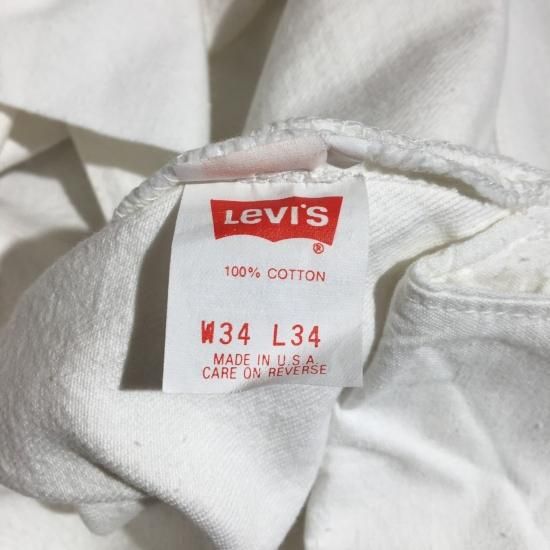 Levi's
®
100% COTTON
W34 L34
MADE IN U.S.A.
CARE ON REVERSE